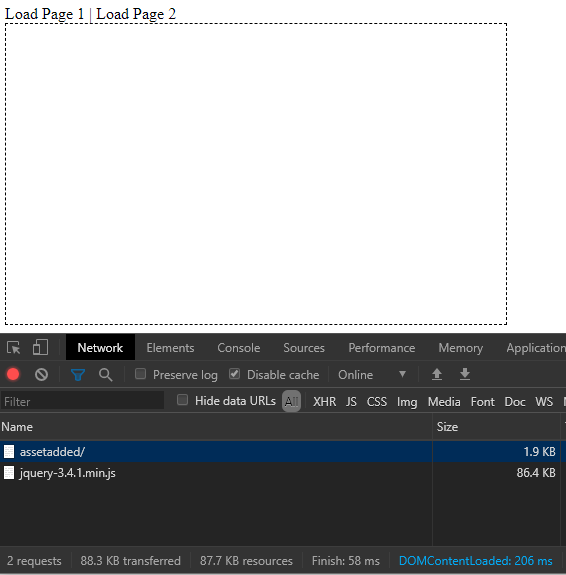 Load Page 1 | Load Page 2
Network Elements Console Sources Performance Memory Application
Preserve log Disable cache Online
Filter Hide data URLs All XHR JS CSS Img Media Font Doc WS
Name Size
assetadded/ 1.9 KB
jquery-3.4.1.min.js 86.4 KB
2 requests 88.3 KB transferred 87.7 KB resources Finish: 58 ms DOMContentLoaded: 206 ms